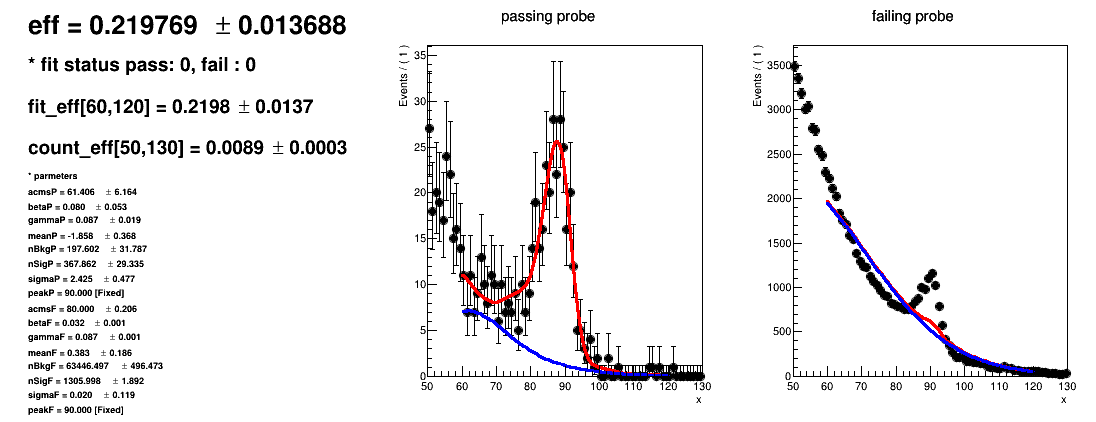 eff = 0.219769 ± 0.013688
* fit status pass: 0, fail : 0
fit_eff[60,120] = 0.2198 ± 0.0137
count_eff[50,130] = 0.0089 ± 0.0003
* parmeters
acmsP = 61.406 ± 6.164
betaP = 0.080 ± 0.053
gammaP = 0.087 ± 0.019
meanP = -1.858 ± 0.368
nBkgP = 197.602 ± 31.787
nSigP = 367.862 ± 29.335
sigmaP = 2.425 ± 0.477
peakP = 90.000 [Fixed]
acmsF = 80.000 ± 0.206
betaF = 0.032 ± 0.001
gammaF = 0.087 ± 0.001
meanF = 0.383 ± 0.186
nBkgF = 63446.497 ± 496.473
nSigF = 1305.998 ± 1.892
sigmaF = 0.020 ± 0.119
peakF = 90.000 [Fixed]
passing probe
Events / ( 1 )
35
30
25
20
15
10
5
0
50 60 70 80 90 100 110 120 130
x
failing probe
Events / ( 1 )
3500
3000
2500
2000
1500
1000
500
0
50 60 70 80 90 100 110 120 130
x